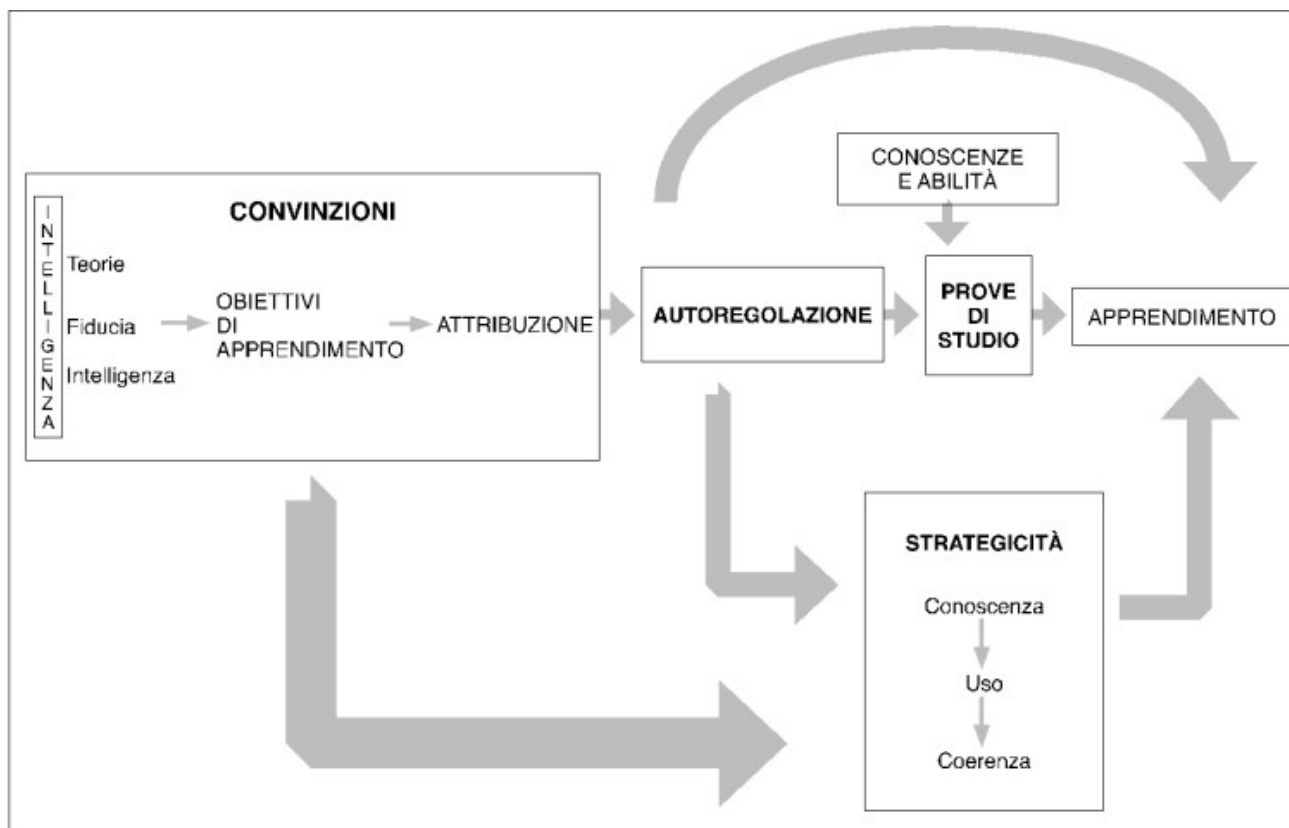 CONVINZIONI
INTELLIGENZA
Teorie
Fiducia
Intelligenza
OBIETTIVI
DI
APPRENDIMENTO
ATTRIBUZIONE
AUTOREGOLAZIONE
CONOSCENZE
E ABILITÀ
PROVE
DI
STUDIO
APPRENDIMENTO
STRATEGICITÀ
Conoscenza
Uso
Coerenza